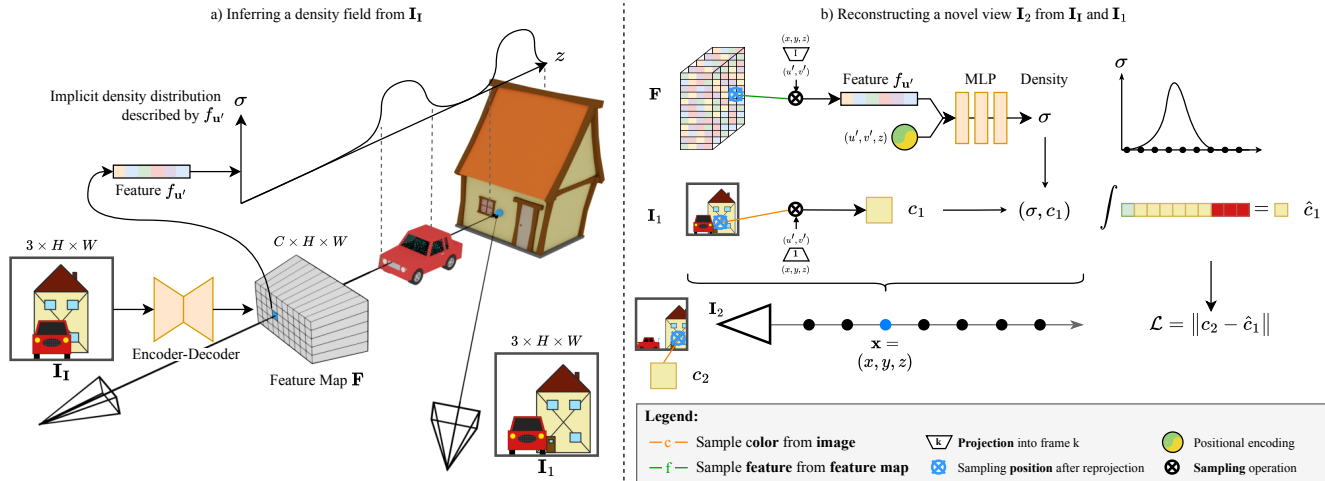 a) Inferring a density field from I_I
z
Implicit density distribution
described by f_u′
σ
Feature f_u′
3 × H × W
C × H × W
Encoder-Decoder
I_I
Feature Map F
3 × H × W
I_1
b) Reconstructing a novel view I_2 from I_I and I_1
(x, y, z)
I
(u′, v′)
F
Feature f_u′
MLP
Density
σ
(u′, v′, z)
σ
I_1
c_1
(σ, c_1)
∫ = ĉ_1
(u′, v′)
1
(x, y, z)
I_2
x =
(x, y, z)
c_2
ℒ = ‖c_2 − ĉ_1‖
Legend:
c Sample color from image
k Projection into frame k
Positional encoding
f Sample feature from feature map
Sampling position after reprojection
Sampling operation